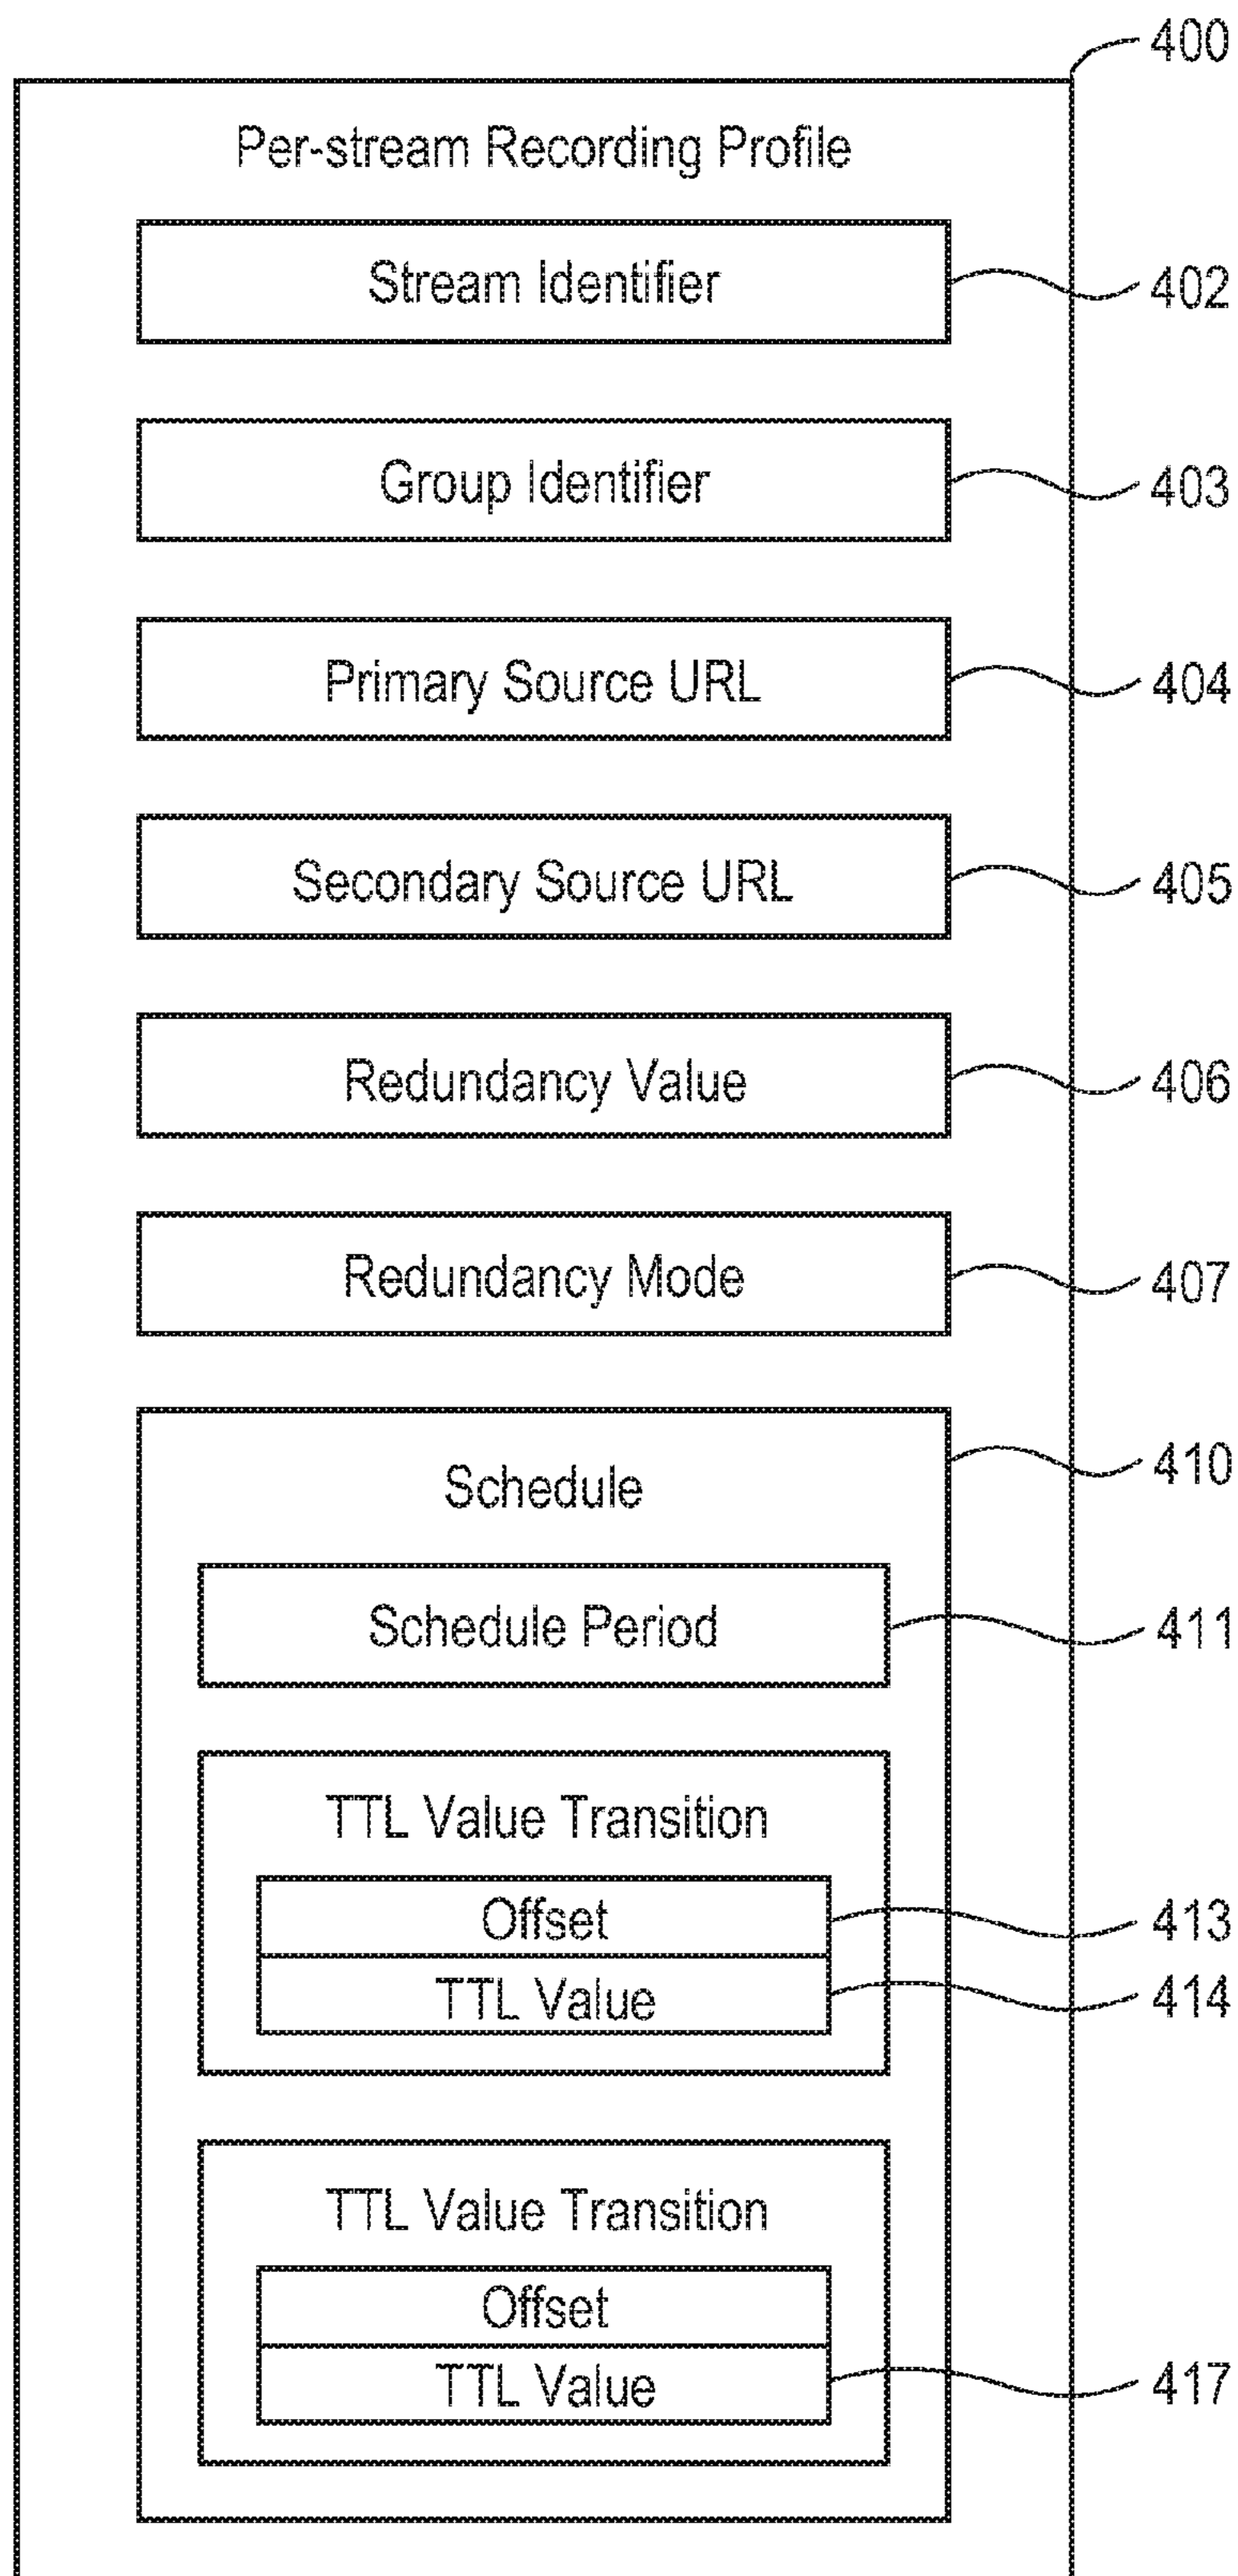 400
Per-stream Recording Profile
Stream Identifier 402
Group Identifier 403
Primary Source URL 404
Secondary Source URL 405
Redundancy Value 406
Redundancy Mode 407
Schedule 410
Schedule Period 411
TTL Value Transition
Offset 413
TTL Value 414
TTL Value Transition
Offset
TTL Value 417